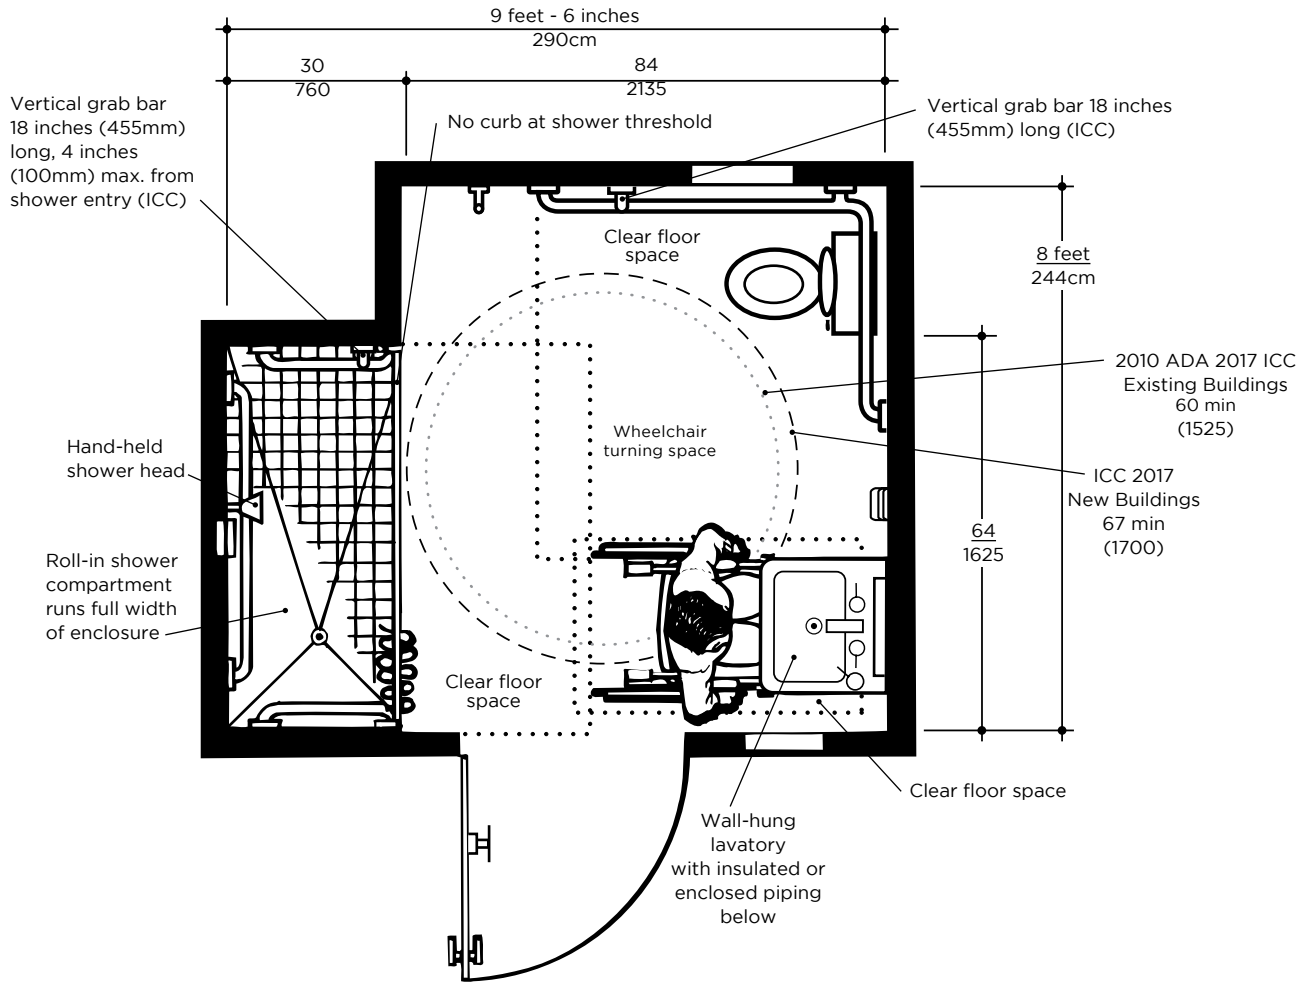 9 feet - 6 inches
290cm
30
760
84
2135
Vertical grab bar
18 inches (455mm)
long, 4 inches
(100mm) max. from
shower entry (ICC)
No curb at shower threshold
Vertical grab bar 18 inches
(455mm) long (ICC)
Clear floor
space
8 feet
244cm
2010 ADA 2017 ICC
Existing Buildings
60 min
(1525)
Wheelchair
turning space
Hand-held
shower head
ICC 2017
New Buildings
67 min
(1700)
64
1625
Roll-in shower
compartment
runs full width
of enclosure
Clear floor
space
Clear floor space
Wall-hung
lavatory
with insulated or
enclosed piping
below